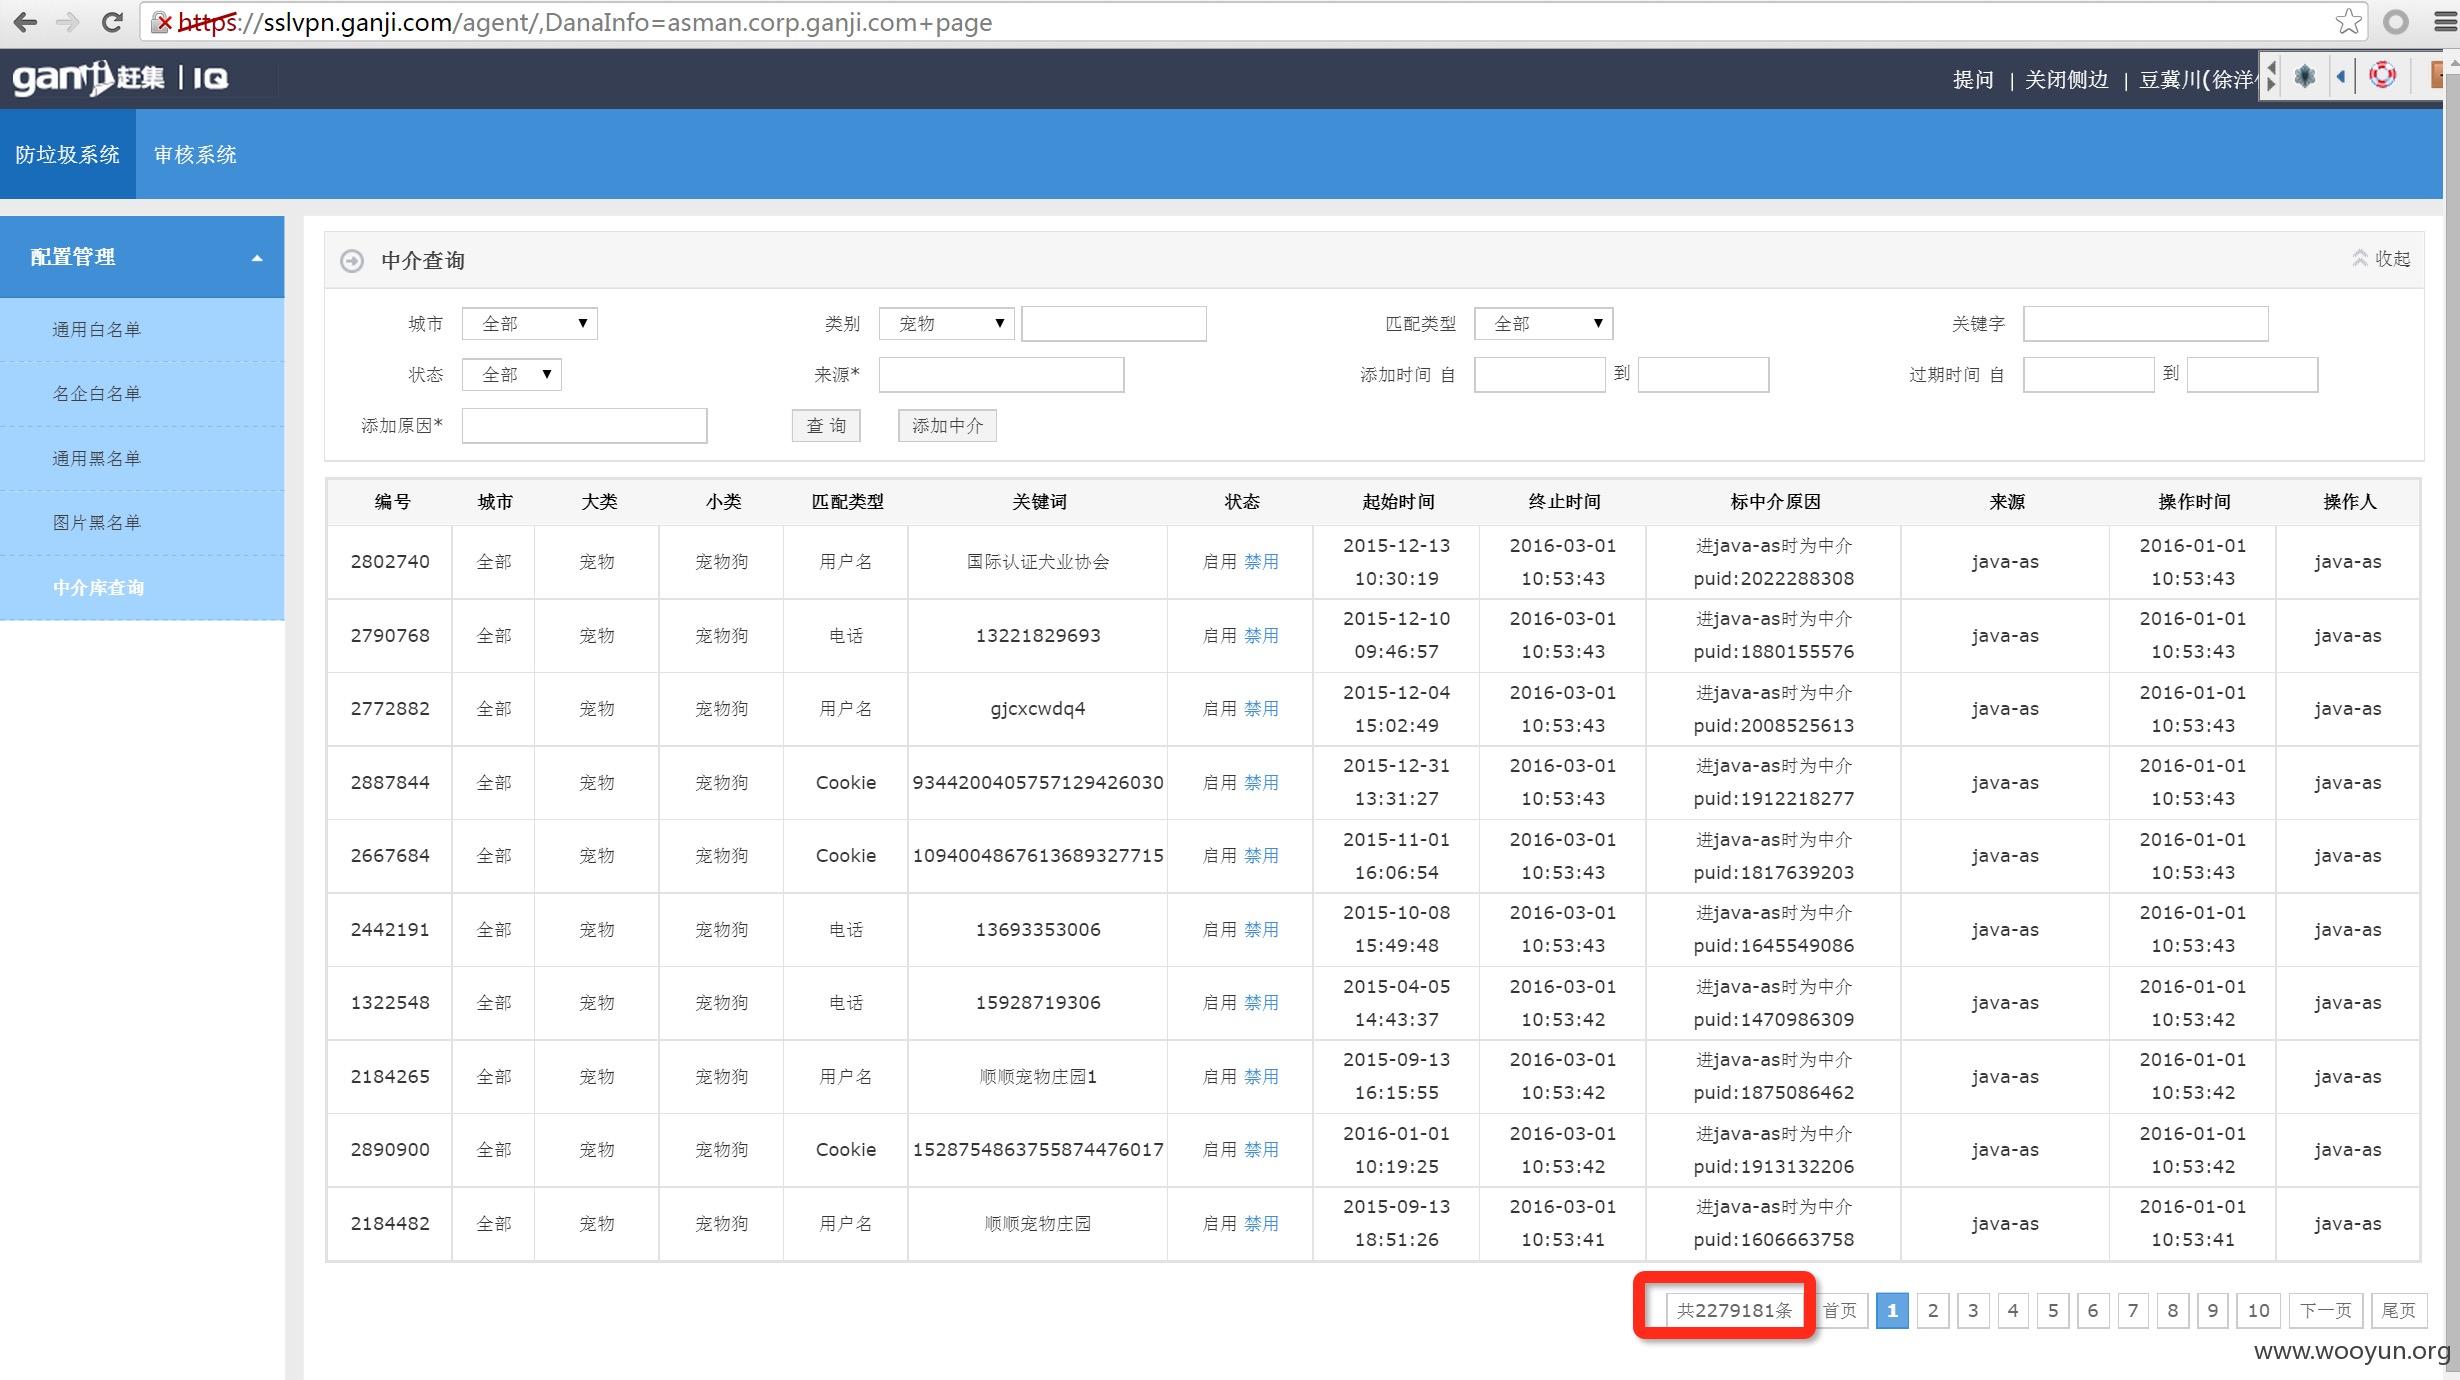 https://sslvpn.ganji.com/agent/,DanaInfo=asman.corp.ganji.com+page
ganji赶集 | IQ
提问 | 关闭侧边 | 豆冀川(徐洋
防垃圾系统 审核系统
配置管理
通用白名单
名企白名单
通用黑名单
图片黑名单
中介库查询
中介查询 收起
城市 全部 类别 宠物 匹配类型 全部 关键字
状态 全部 来源* 添加时间 自 到 过期时间 自 到
添加原因* 查 询 添加中介
编号 城市 大类 小类 匹配类型 关键词 状态 起始时间 终止时间 标中介原因 来源 操作时间 操作人
2802740 全部 宠物 宠物狗 用户名 国际认证犬业协会 启用 禁用 2015-12-13 10:30:19 2016-03-01 10:53:43 进java-as时为中介 puid:2022288308 java-as 2016-01-01 10:53:43 java-as
2790768 全部 宠物 宠物狗 电话 13221829693 启用 禁用 2015-12-10 09:46:57 2016-03-01 10:53:43 进java-as时为中介 puid:1880155576 java-as 2016-01-01 10:53:43 java-as
2772882 全部 宠物 宠物狗 用户名 gjcxcwdq4 启用 禁用 2015-12-04 15:02:49 2016-03-01 10:53:43 进java-as时为中介 puid:2008525613 java-as 2016-01-01 10:53:43 java-as
2887844 全部 宠物 宠物狗 Cookie 9344200405757129426030 启用 禁用 2015-12-31 13:31:27 2016-03-01 10:53:43 进java-as时为中介 puid:1912218277 java-as 2016-01-01 10:53:43 java-as
2667684 全部 宠物 宠物狗 Cookie 1094004867613689327715 启用 禁用 2015-11-01 16:06:54 2016-03-01 10:53:43 进java-as时为中介 puid:1817639203 java-as 2016-01-01 10:53:43 java-as
2442191 全部 宠物 宠物狗 电话 13693353006 启用 禁用 2015-10-08 15:49:48 2016-03-01 10:53:43 进java-as时为中介 puid:1645549086 java-as 2016-01-01 10:53:43 java-as
1322548 全部 宠物 宠物狗 电话 15928719306 启用 禁用 2015-04-05 14:43:37 2016-03-01 10:53:42 进java-as时为中介 puid:1470986309 java-as 2016-01-01 10:53:42 java-as
2184265 全部 宠物 宠物狗 用户名 顺顺宠物庄园1 启用 禁用 2015-09-13 16:15:55 2016-03-01 10:53:42 进java-as时为中介 puid:1875086462 java-as 2016-01-01 10:53:42 java-as
2890900 全部 宠物 宠物狗 Cookie 1528754863755874476017 启用 禁用 2016-01-01 10:19:25 2016-03-01 10:53:42 进java-as时为中介 puid:1913132206 java-as 2016-01-01 10:53:42 java-as
2184482 全部 宠物 宠物狗 用户名 顺顺宠物庄园 启用 禁用 2015-09-13 18:51:26 2016-03-01 10:53:41 进java-as时为中介 puid:1606663758 java-as 2016-01-01 10:53:41 java-as
共2279181条 首页 1 2 3 4 5 6 7 8 9 10 下一页 尾页
www.wooyun.org